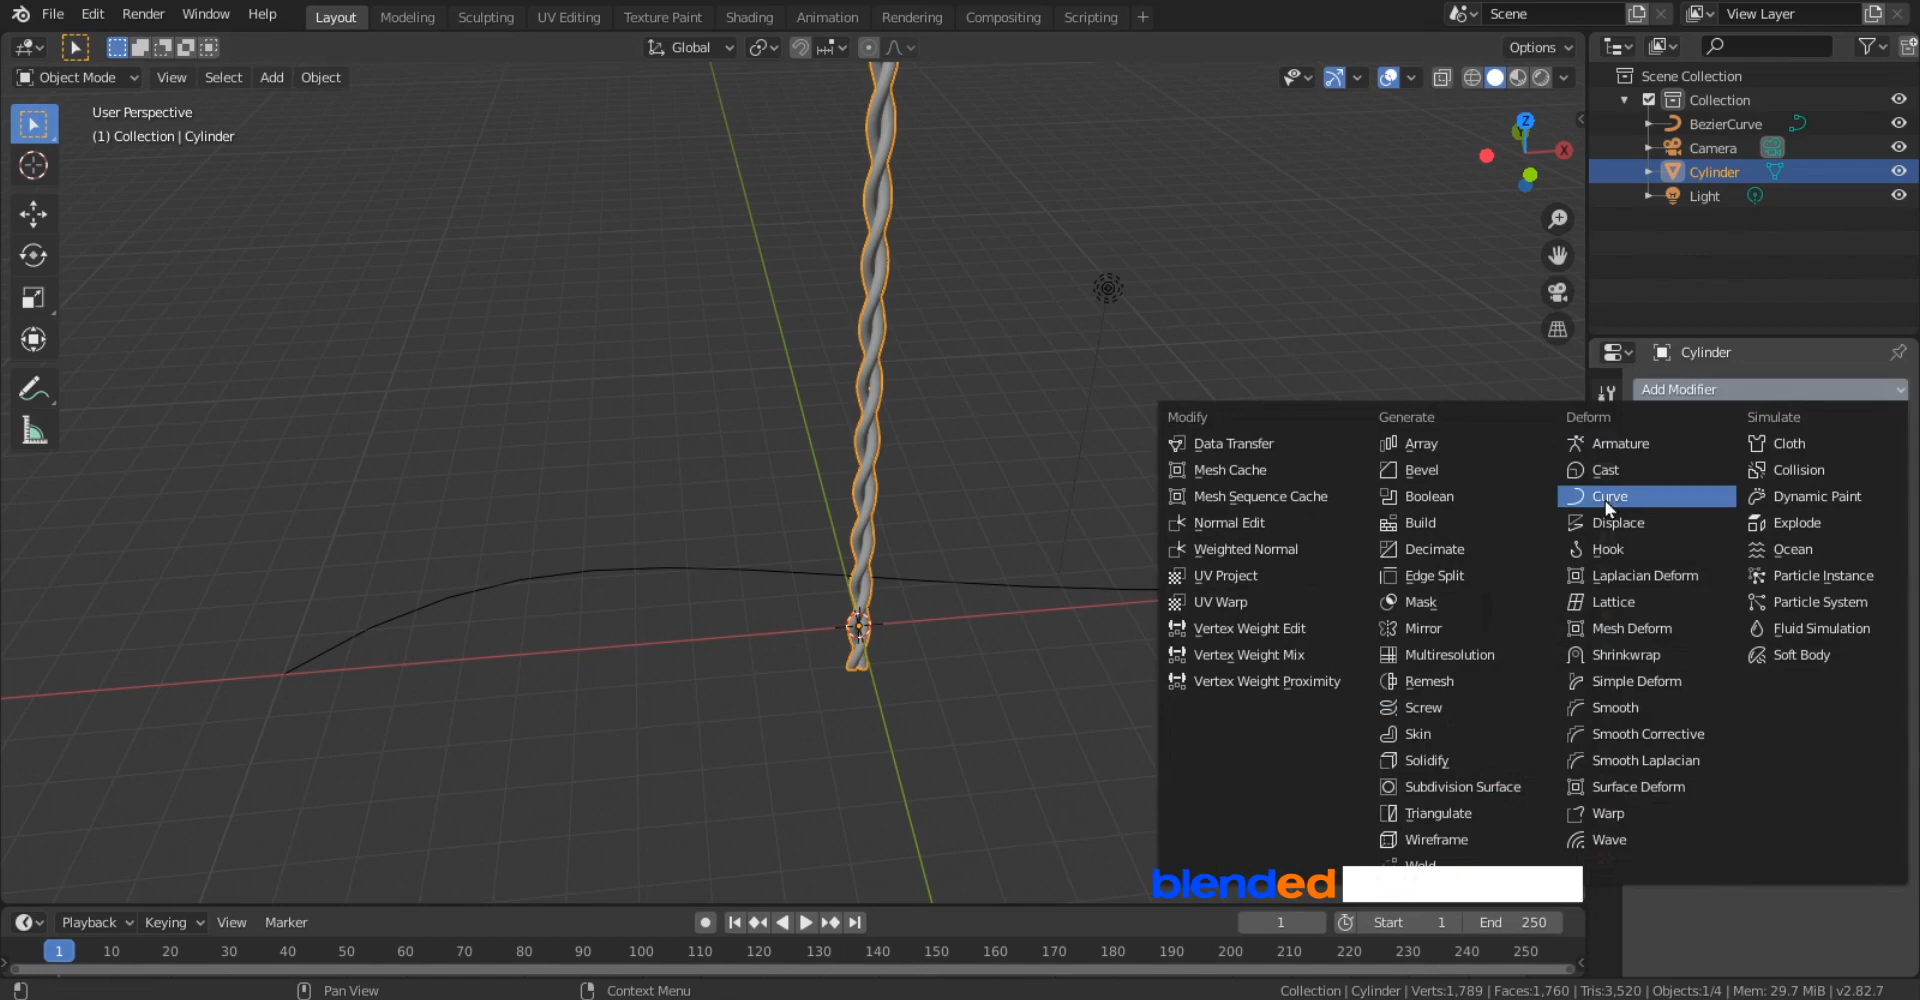 File Edit Render Window Help Layout Modeling Sculpting UV Editing Texture Paint Shading Animation Rendering Compositing Scripting + Scene View Layer
Global Options
Object Mode View Select Add Object
User Perspective
(1) Collection | Cylinder
Z
Y
X
Scene Collection
Collection
BezierCurve
Camera
Cylinder
Light
Cylinder
Add Modifier
Modify Generate Deform Simulate
Data Transfer Array Armature Cloth
Mesh Cache Bevel Cast Collision
Mesh Sequence Cache Boolean Curve Dynamic Paint
Normal Edit Build Displace Explode
Weighted Normal Decimate Hook Ocean
UV Project Edge Split Laplacian Deform Particle Instance
UV Warp Mask Lattice Particle System
Vertex Weight Edit Mirror Mesh Deform Fluid Simulation
Vertex Weight Mix Multiresolution Shrinkwrap Soft Body
Vertex Weight Proximity Remesh Simple Deform
Screw Smooth
Skin Smooth Corrective
Solidify Smooth Laplacian
Subdivision Surface Surface Deform
Triangulate Warp
Wireframe Wave
blended
Playback Keying View Marker 1 Start 1 End 250
1 10 20 30 40 50 60 70 80 90 100 110 120 130 140 150 160 170 180 190 200 210 220 230 240 250
Pan View Context Menu Collection | Cylinder | Verts:1,789 | Faces:1,760 | Tris:3,520 | Objects:1/4 | Mem: 29.7 MiB | v2.82.7